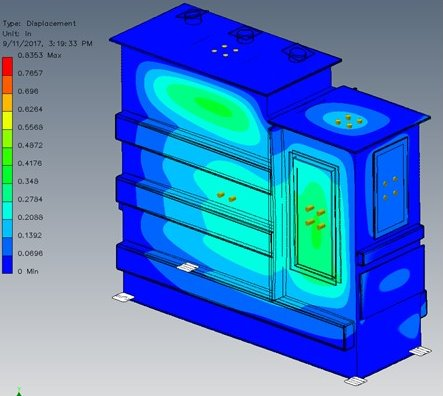 Type: Displacement
Unit: in
9/11/2017, 3:19:33 PM
0.8353 Max
0.7657
0.696
0.6264
0.5568
0.4872
0.4176
0.348
0.2784
0.2088
0.1392
0.0696
0 Min